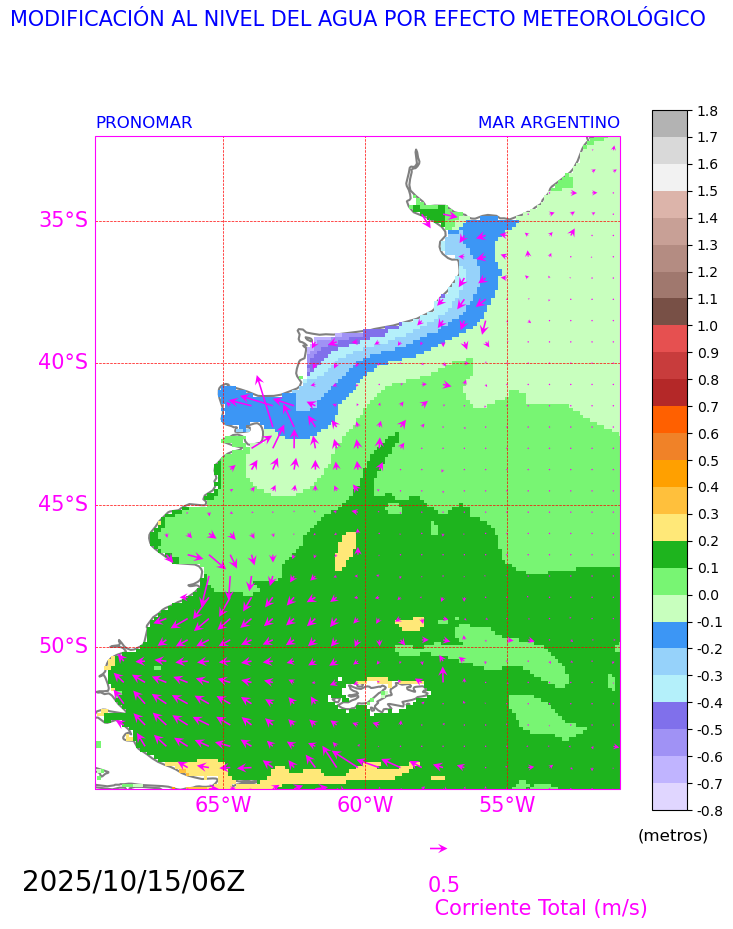 MODIFICACIÓN AL NIVEL DEL AGUA POR EFECTO METEOROLÓGICO
PRONOMAR MAR ARGENTINO
35°S
40°S
45°S
50°S
65°W 60°W 55°W
1.8
1.7
1.6
1.5
1.4
1.3
1.2
1.1
1.0
0.9
0.8
0.7
0.6
0.5
0.4
0.3
0.2
0.1
0.0
-0.1
-0.2
-0.3
-0.4
-0.5
-0.6
-0.7
-0.8
(metros)
2025/10/15/06Z
0.5
Corriente Total (m/s)